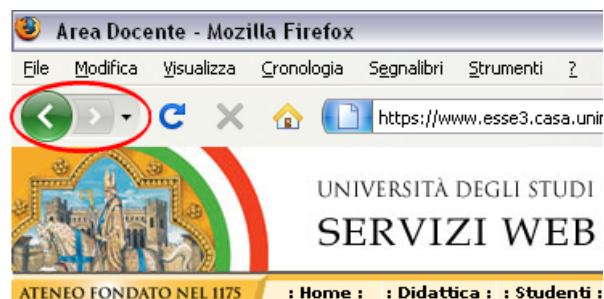 Area Docente - Mozilla Firefox
File Modifica Visualizza Cronologia Segnalibri Strumenti ?
https://www.esse3.casa.unir
UNIVERSITÀ DEGLI STUDI
SERVIZI WEB
ATENEO FONDATO NEL 1175 : Home : : Didattica : : Studenti :